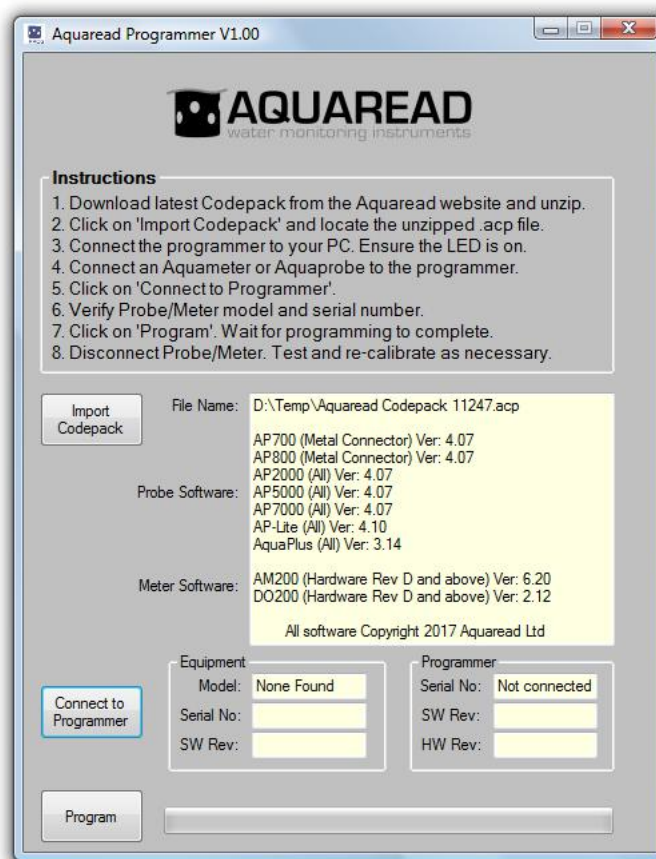 Aquaread Programmer V1.00
AQUAREAD
water monitoring instruments
Instructions
1. Download latest Codepack from the Aquaread website and unzip.
2. Click on 'Import Codepack' and locate the unzipped .acp file.
3. Connect the programmer to your PC. Ensure the LED is on.
4. Connect an Aquameter or Aquaprobe to the programmer.
5. Click on 'Connect to Programmer'.
6. Verify Probe/Meter model and serial number.
7. Click on 'Program'. Wait for programming to complete.
8. Disconnect Probe/Meter. Test and re-calibrate as necessary.
Import
Codepack
File Name: D:\Temp\Aquaread Codepack 11247.acp
AP700 (Metal Connector) Ver: 4.07
AP800 (Metal Connector) Ver: 4.07
AP2000 (All) Ver: 4.07
Probe Software: AP5000 (All) Ver: 4.07
AP7000 (All) Ver: 4.07
AP-Lite (All) Ver: 4.10
AquaPlus (All) Ver: 3.14
Meter Software: AM200 (Hardware Rev D and above) Ver: 6.20
DO200 (Hardware Rev D and above) Ver: 2.12
All software Copyright 2017 Aquaread Ltd
Connect to
Programmer
Equipment
Model: None Found
Serial No:
SW Rev:
Programmer
Serial No: Not connected
SW Rev:
HW Rev:
Program